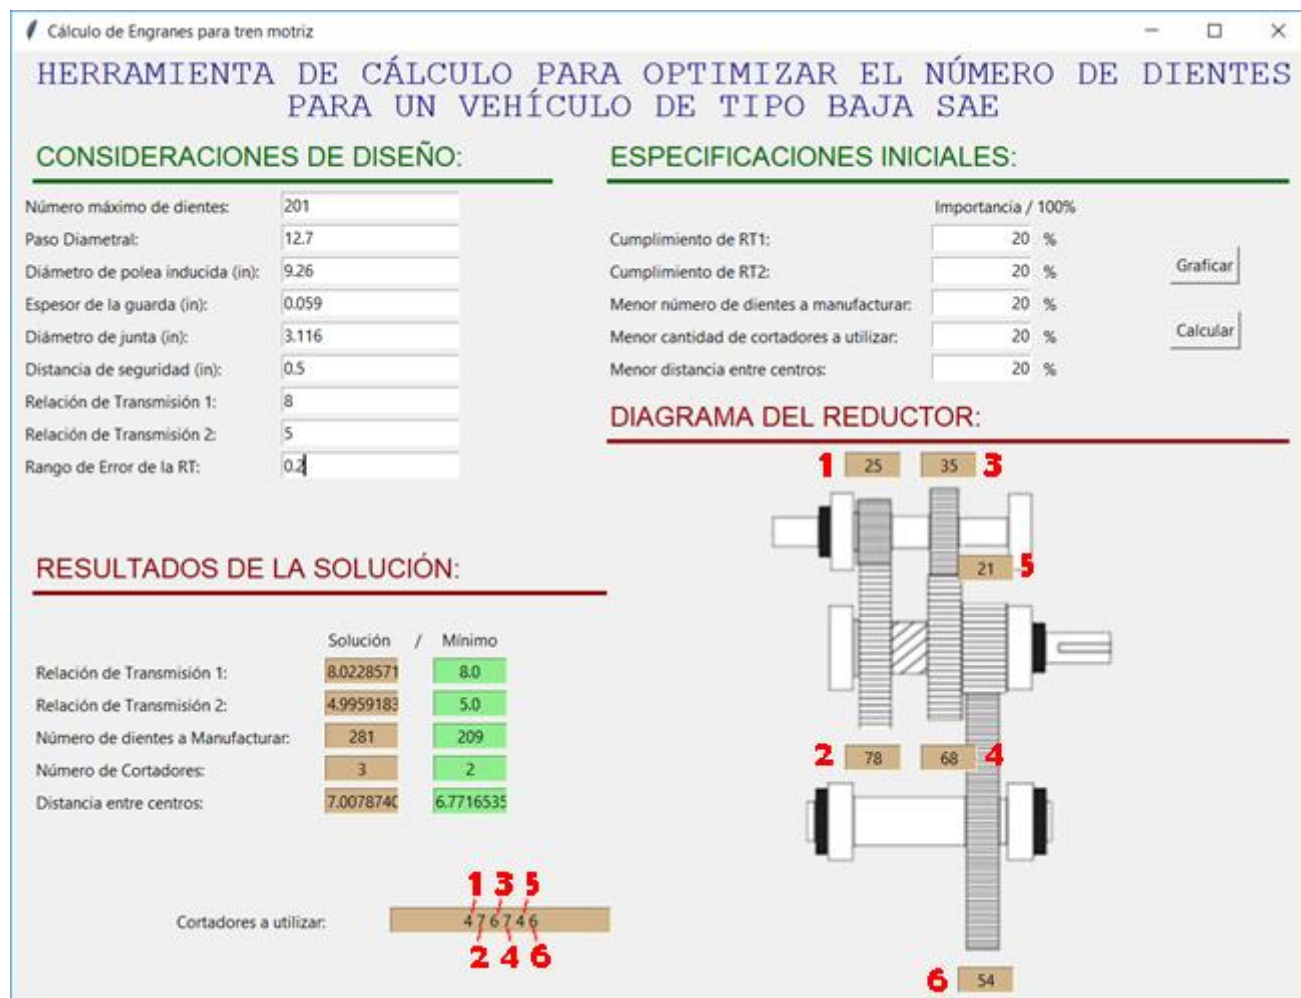 Cálculo de Engranes para tren motriz
HERRAMIENTA DE CÁLCULO PARA OPTIMIZAR EL NÚMERO DE DIENTES
PARA UN VEHÍCULO DE TIPO BAJA SAE
CONSIDERACIONES DE DISEÑO:
Número máximo de dientes: 201
Paso Diametral: 12.7
Diámetro de polea inducida (in): 9.26
Espesor de la guarda (in): 0.059
Diámetro de junta (in): 3.116
Distancia de seguridad (in): 0.5
Relación de Transmisión 1: 8
Relación de Transmisión 2: 5
Rango de Error de la RT: 0.2
ESPECIFICACIONES INICIALES:
Importancia / 100%
Cumplimiento de RT1: 20 %
Cumplimiento de RT2: 20 %
Menor número de dientes a manufacturar: 20 %
Menor cantidad de cortadores a utilizar: 20 %
Menor distancia entre centros: 20 %
Graficar
Calcular
DIAGRAMA DEL REDUCTOR:
1 25 35 3
21 5
2 78 68 4
6 54
RESULTADOS DE LA SOLUCIÓN:
Solución / Mínimo
Relación de Transmisión 1: 8.0228571 8.0
Relación de Transmisión 2: 4.9959183 5.0
Número de dientes a Manufacturar: 281 209
Número de Cortadores: 3 2
Distancia entre centros: 7.0078740 6.7716535
1 3 5
Cortadores a utilizar: 4 7 6 7 4 6
2 4 6